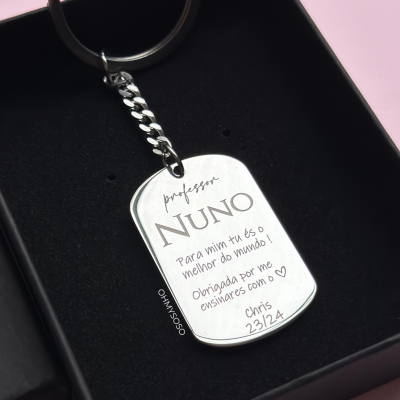 professor
NUNO
Para mim tu és o
melhor do mundo!
Obrigada por me
ensinares com o ♡
Chris
23/24
OHMYSOSO